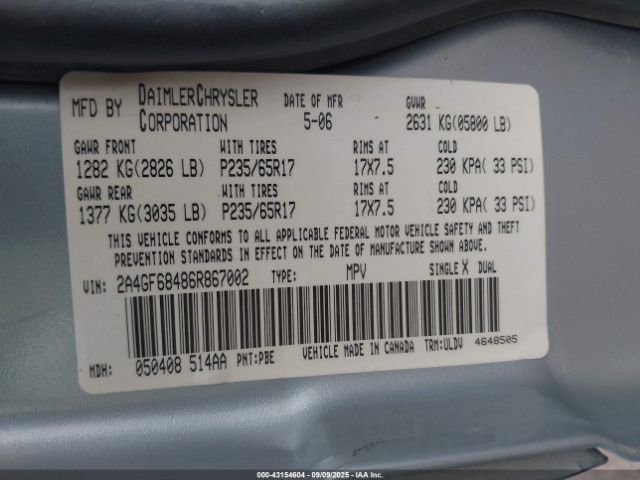 MFD BY DAIMLERCHRYSLER CORPORATION DATE OF MFR 5-06 GVWR 2631 KG(05800 LB)
GAWR FRONT WITH TIRES RIMS AT COLD
1282 KG(2826 LB) P235/65R17 17X7.5 230 KPA( 33 PSI)
GAWR REAR WITH TIRES RIMS AT COLD
1377 KG(3035 LB) P235/65R17 17X7.5 230 KPA( 33 PSI)
THIS VEHICLE CONFORMS TO ALL APPLICABLE FEDERAL MOTOR VEHICLE SAFETY AND THEFT
PREVENTION STANDARDS IN EFFECT ON THE DATE OF MANUFACTURE SHOWN ABOVE.
VIN: 2A4GF68486R867002 TYPE: MPV SINGLE X DUAL
MDH: 050408 514AA PNT:PBE VEHICLE MADE IN CANADA TRM:ULDV 4648505
000-43154604 - 09/09/2025 - IAA Inc.